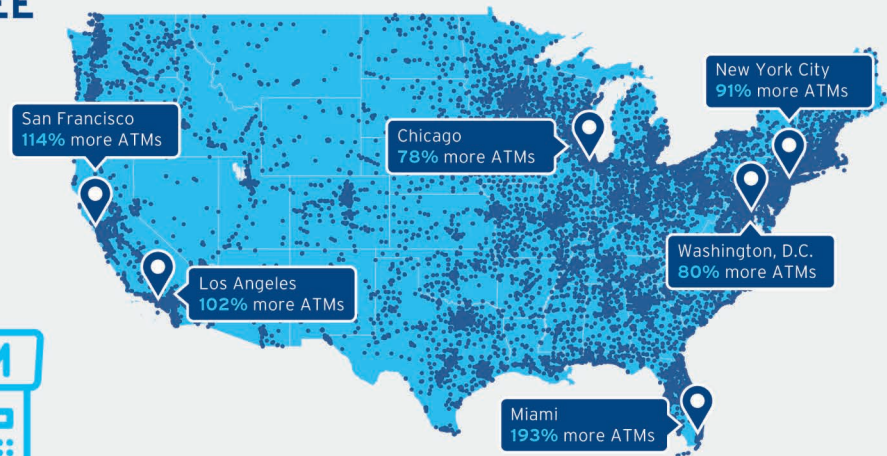 San Francisco
114% more ATMs
Los Angeles
102% more ATMs
Chicago
78% more ATMs
New York City
91% more ATMs
Washington, D.C.
80% more ATMs
Miami
193% more ATMs